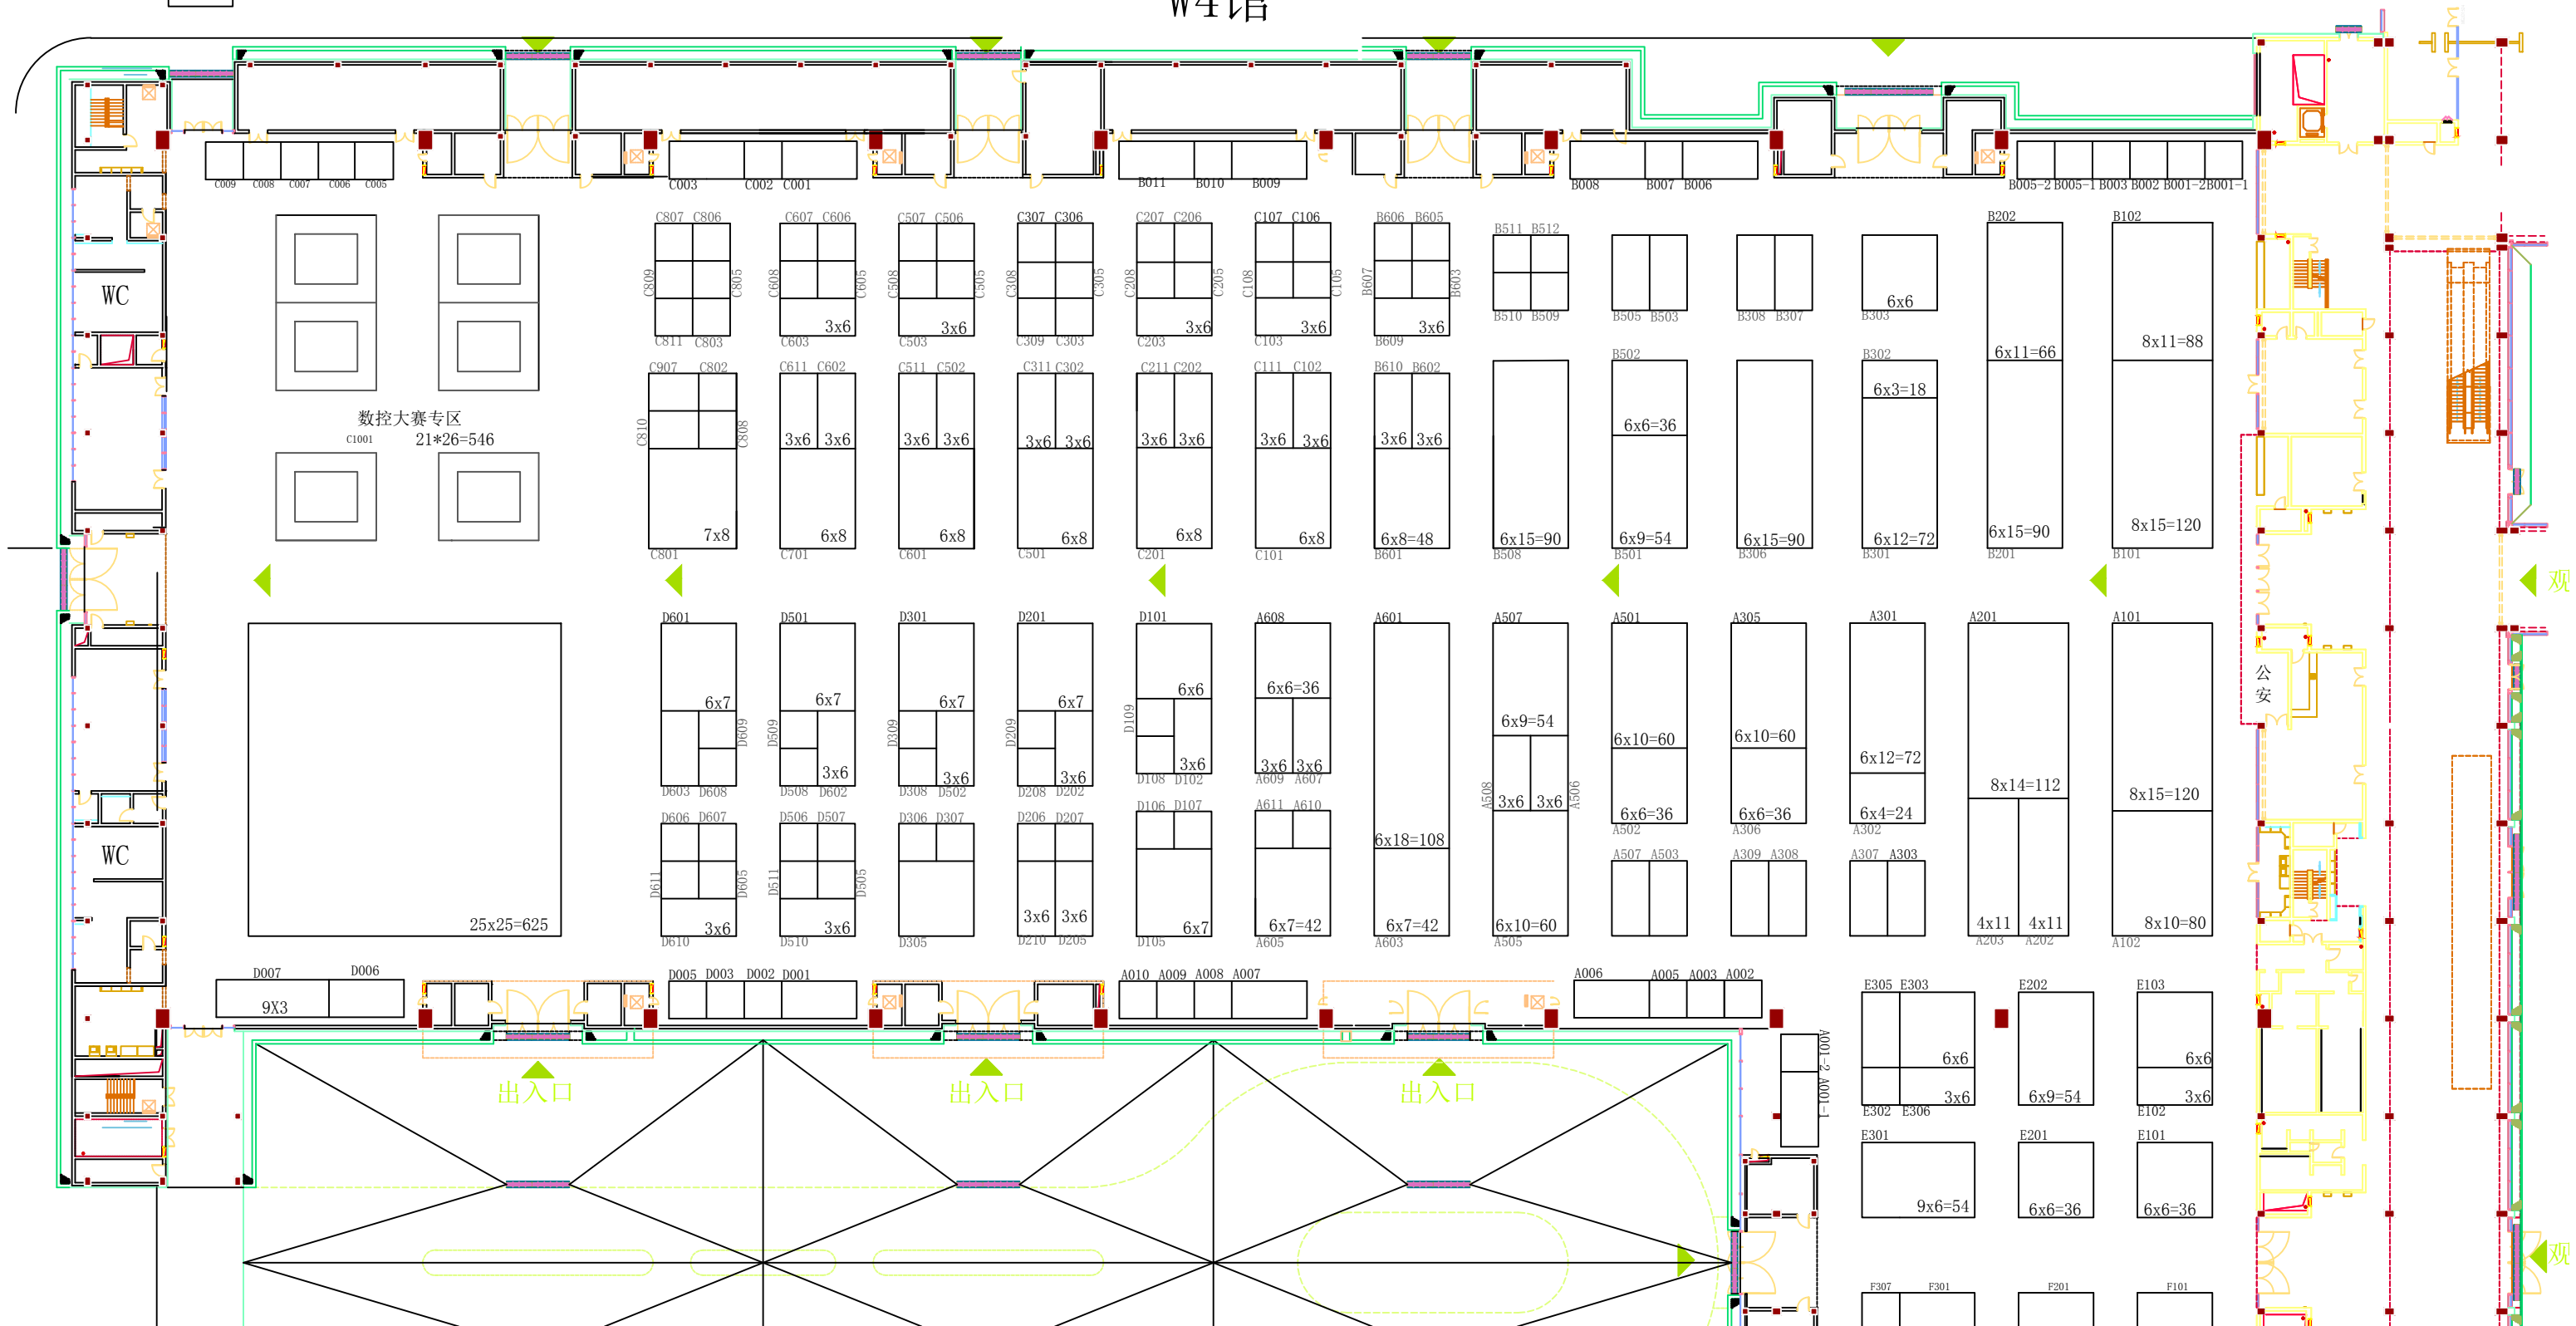 W4馆
C009 C008 C007 C006 C005
C003 C002 C001
B011 B010 B009
B008 B007 B006
B005-2 B005-1 B003 B002 B001-2 B001-1
C807 C806
C607 C606
C507 C506
C307 C306
C207 C206
C107 C106
B606 B605
B511 B512
B202
B102
C809 C805
C608 C605
C508 C505
C308 C305
C208 C205
C108 C105
B607 B603
WC
3x6
3x6
3x6
3x6
3x6
6x6
C811 C803
C603
C503
C309 C303
C203
C103
B609
B510 B509
B505 B503
B308 B307
B303
6x11=66
8x11=88
C907 C802
C611 C602
C511 C502
C311 C302
C211 C202
C111 C102
B610 B602
B502
B302
6x3=18
数控大赛专区
C1001 21*26=546
C810 C808
3x6 3x6
3x6 3x6
3x6 3x6
3x6 3x6
3x6 3x6
3x6 3x6
6x6=36
7x8
6x8
6x8
6x8
6x8
6x8
6x8=48
6x15=90
6x9=54
6x15=90
6x12=72
6x15=90
8x15=120
C801
C701
C601
C501
C201
C101
B601
B508
B501
B306
B301
B201
B101
观
D601
D501
D301
D201
D101
A608
A601
A507
A501
A305
A301
A201
A101
公
安
6x7
6x7
6x7
6x7
6x6
6x6=36
6x9=54
6x10=60
6x10=60
6x12=72
8x14=112
8x15=120
D609
D509
D309
D209
D109
3x6
3x6
3x6
3x6
3x6 3x6
A508 3x6 3x6 A506
6x6=36
6x6=36
6x4=24
D603 D608
D508 D602
D308 D502
D208 D202
D108 D102
A609 A607
D606 D607
D506 D507
D306 D307
D206 D207
D106 D107
A611 A610
6x18=108
A502
A306
A302
WC
A507 A503
A309 A308
A307 A303
D611 D605
D511 D505
25x25=625
3x6
3x6
3x6 3x6
6x7
6x7=42
6x7=42
6x10=60
4x11 4x11
8x10=80
D610
D510
D305
D210 D205
D105
A605
A603
A505
A203 A202
A102
D007 D006
9X3
D005 D003 D002 D001
A010 A009 A008 A007
A006 A005 A003 A002
E305 E303
E202
E103
A001-2 A001-1
6x6
6x6
3x6
6x9=54
3x6
出入口
出入口
出入口
E302 E306
E102
E301
E201
E101
9x6=54
6x6=36
6x6=36
观
F307 F301
F201
F101